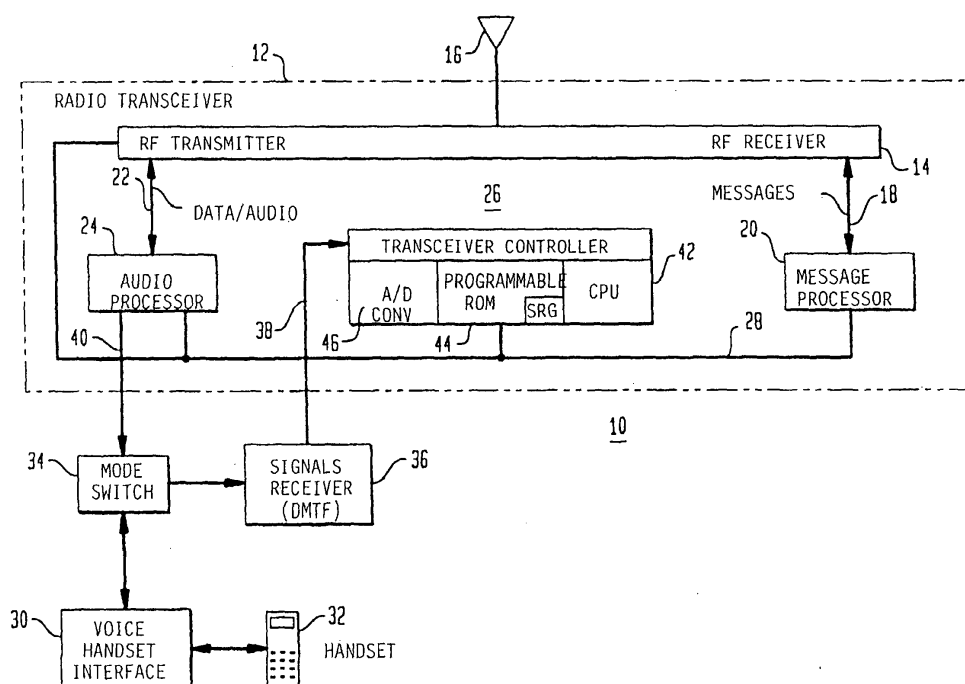 16
12
RADIO TRANSCEIVER
RF TRANSMITTER
RF RECEIVER
14
22
DATA/AUDIO
26
MESSAGES
18
24
20
AUDIO
PROCESSOR
TRANSCEIVER CONTROLLER
A/D
CONV
PROGRAMMABLE
ROM
SRG
CPU
42
MESSAGE
PROCESSOR
38
46
44
40
28
10
34
MODE
SWITCH
SIGNALS
RECEIVER
(DMTF)
36
30
VOICE
HANDSET
INTERFACE
32
HANDSET